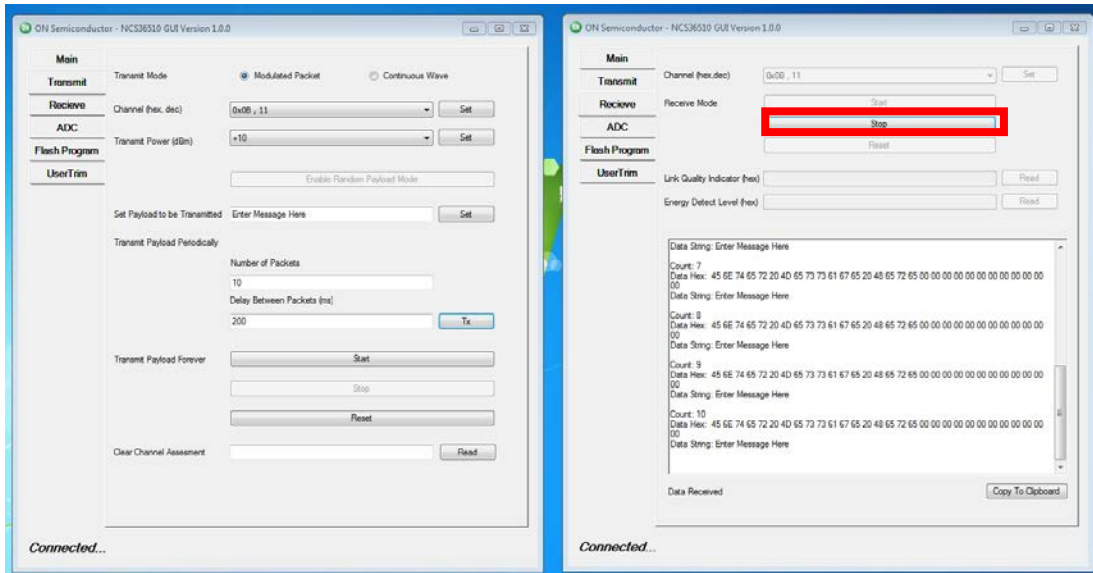 ON Semiconductor - NCS36510 GUI Version 1.0.0
Main
Transmit
Recieve
ADC
Flash Program
UserTrim
Transmit Mode
Modulated Packet
Continuous Wave
Channel (hex, dec)
0x0B , 11
Set
Transmit Power (dBm)
+10
Set
Enable Random Payload Mode
Set Payload to be Transmitted
Enter Message Here
Set
Transmit Payload Periodically
Number of Packets
10
Delay Between Packets (ms)
200
Tx
Transmit Payload Forever
Start
Stop
Reset
Clear Channel Assesment
Read
Connected...
ON Semiconductor - NCS36510 GUI Version 1.0.0
Main
Transmit
Recieve
ADC
Flash Program
UserTrim
Channel (hex,dec)
0x0B , 11
Set
Receive Mode
Start
Stop
Reset
Link Quality Indicator (hex)
Read
Energy Detect Level (hex)
Read
Data String: Enter Message Here
Count: 7
Data Hex: 45 6E 74 65 72 20 4D 65 73 73 61 67 65 20 48 65 72 65 00 00 00 00 00 00 00 00 00 00 00
00
Data String: Enter Message Here
Count: 8
Data Hex: 45 6E 74 65 72 20 4D 65 73 73 61 67 65 20 48 65 72 65 00 00 00 00 00 00 00 00 00 00 00
00
Data String: Enter Message Here
Count: 9
Data Hex: 45 6E 74 65 72 20 4D 65 73 73 61 67 65 20 48 65 72 65 00 00 00 00 00 00 00 00 00 00 00
00
Data String: Enter Message Here
Count: 10
Data Hex: 45 6E 74 65 72 20 4D 65 73 73 61 67 65 20 48 65 72 65 00 00 00 00 00 00 00 00 00 00 00
00
Data String: Enter Message Here
Data Received
Copy To Clipboard
Connected...